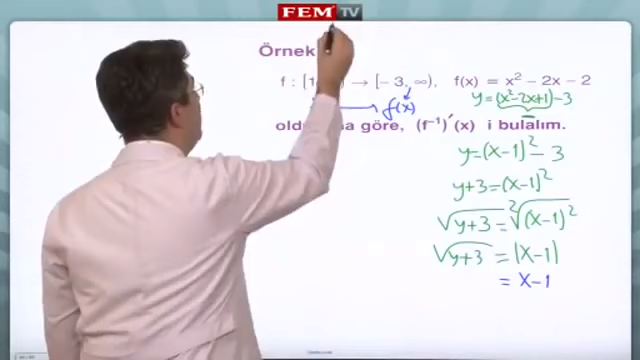 FEM TV
Örnek
f : [1 ) → [– 3, ∞), f(x) = x² – 2x – 2
f(x) y = (x²-2x+1) -3
göre, (f⁻¹)'(x) i bulalım.
y=(x-1)² - 3
y+3=(x-1)²
√y+3 = ²√(x-1)²
√y+3 = |x-1|
= x-1